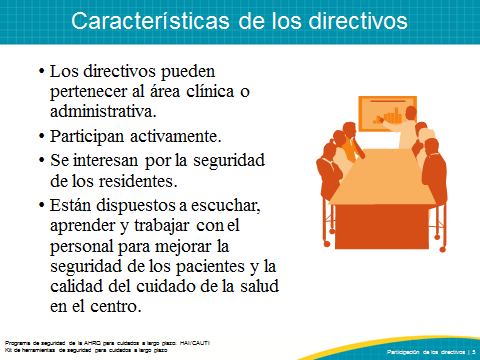 Características de los directivos
• Los directivos pueden
pertenecer al área clínica o
administrativa.
• Participan activamente.
• Se interesan por la seguridad
de los residentes.
• Están dispuestos a escuchar,
aprender y trabajar con el
personal para mejorar la
seguridad de los pacientes y la
calidad del cuidado de la salud
en el centro.
Programa de seguridad de la AHRQ para cuidados a largo plazo: HAI/CAUTI
Kit de herramientas de seguridad para cuidados a largo plazo
Participación de los directivos | 5